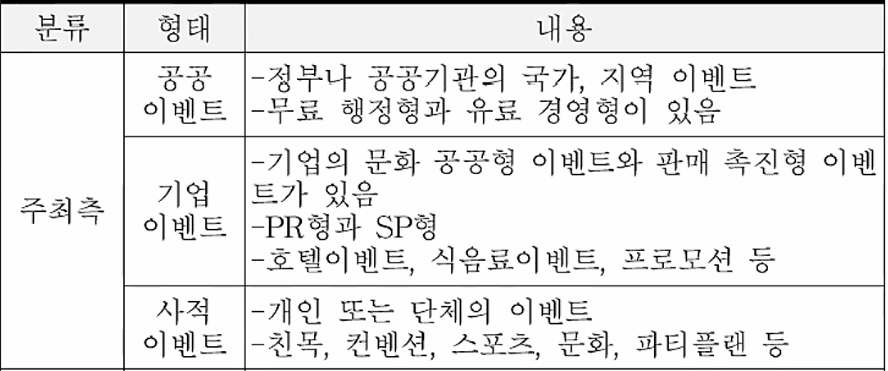 분류 형태 내용
주최측
공공
이벤트
-정부나 공공기관의 국가, 지역 이벤트
-무료 행정형과 유료 경영형이 있음
기업
이벤트
-기업의 문화 공공형 이벤트와 판매 촉진형 이벤
트가 있음
-PR형과 SP형
-호텔이벤트, 식음료이벤트, 프로모션 등
사적
이벤트
-개인 또는 단체의 이벤트
-친목, 컨벤션, 스포츠, 문화, 파티플랜 등